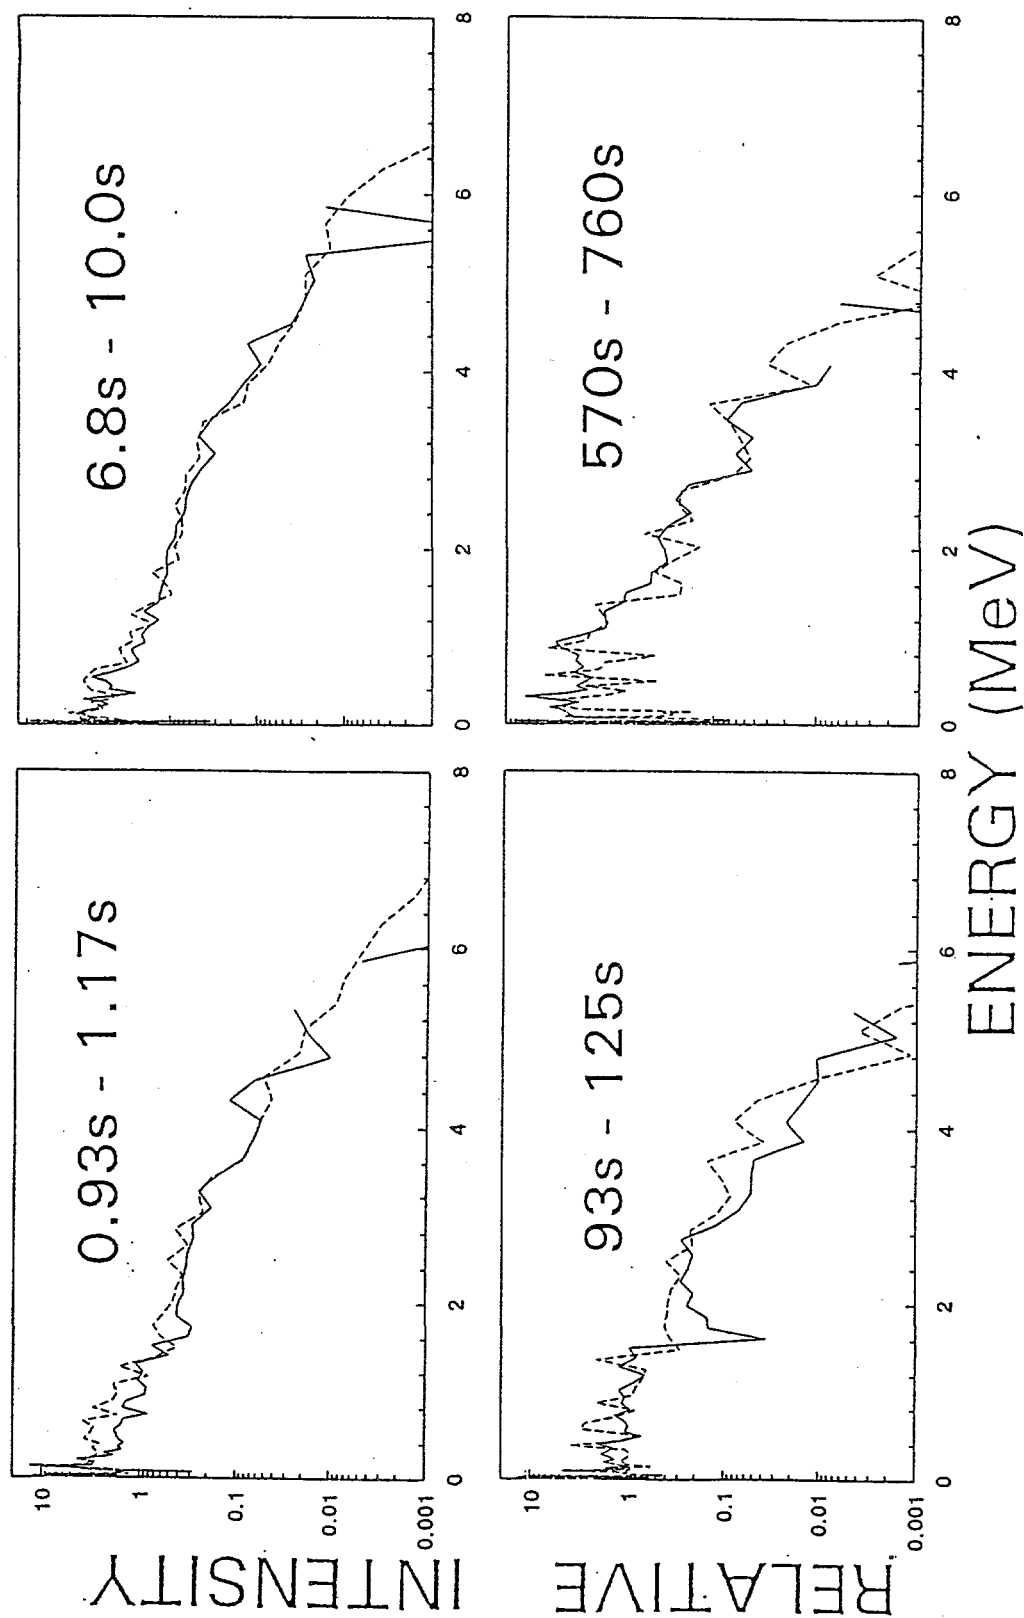 RELATIVE INTENSITY
10
1
0.1
0.01
0.001
0.93s - 1.17s
0 2 4 6 8
6.8s - 10.0s
0 2 4 6 8
10
1
0.1
0.01
0.001
93s - 125s
0 2 4 6 8
570s - 760s
0 2 4 6 8
ENERGY (MeV)